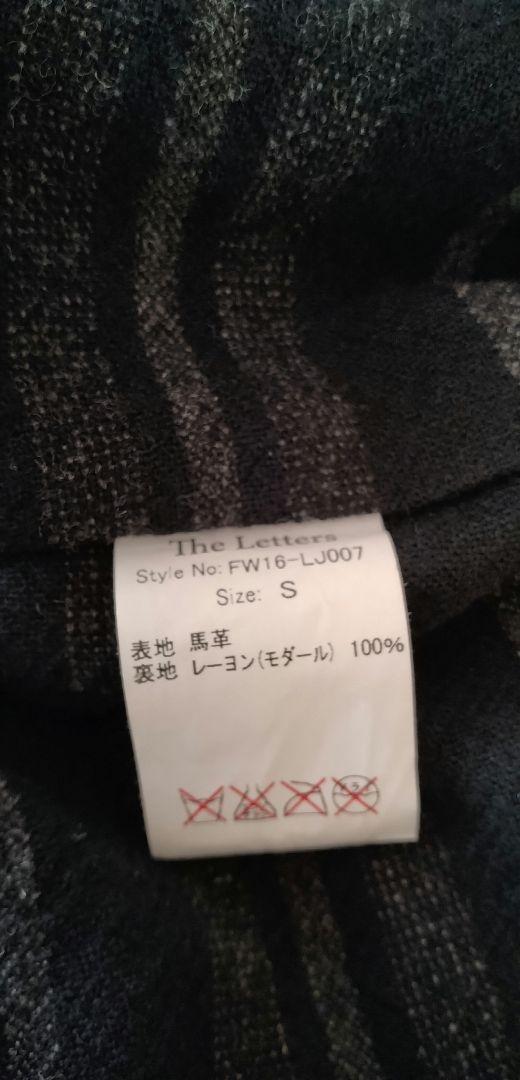 The Letters
Style No: FW16-LJ007
Size: S
表地 馬革
裏地 レーヨン(モダール) 100%